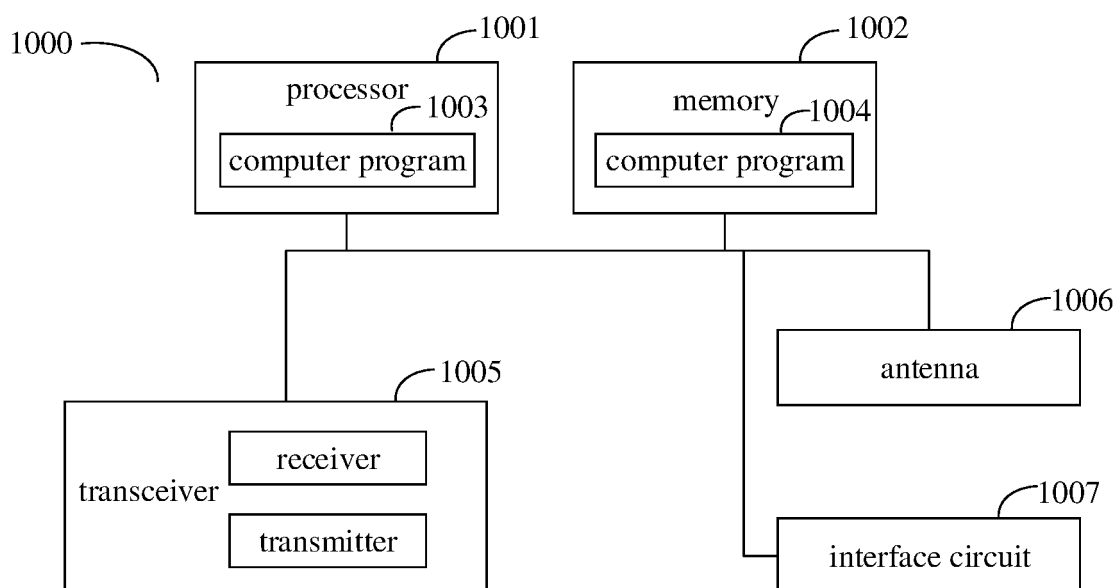 1000
1001
processor
1003
computer program
1002
memory
1004
computer program
1005
transceiver
receiver
transmitter
1006
antenna
1007
interface circuit